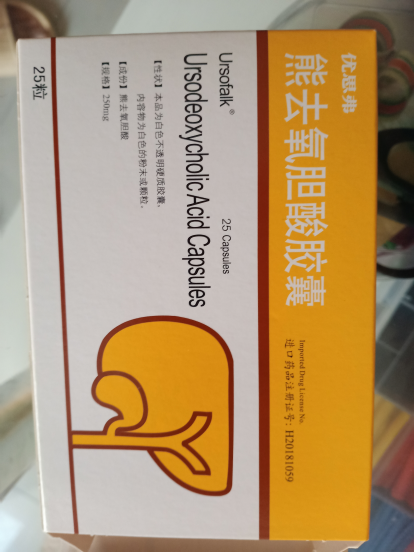 优思弗
熊去氧胆酸胶囊
Imported Drug License No.
进口药品注册证号: H20181059
Ursofalk®
25 Capsules
Ursodeoxycholic Acid Capsules
【性状】本品为白色不透明硬质胶囊,
内容物为白色的粉末或颗粒。
【成份】熊去氧胆酸
【规格】250mg
25粒